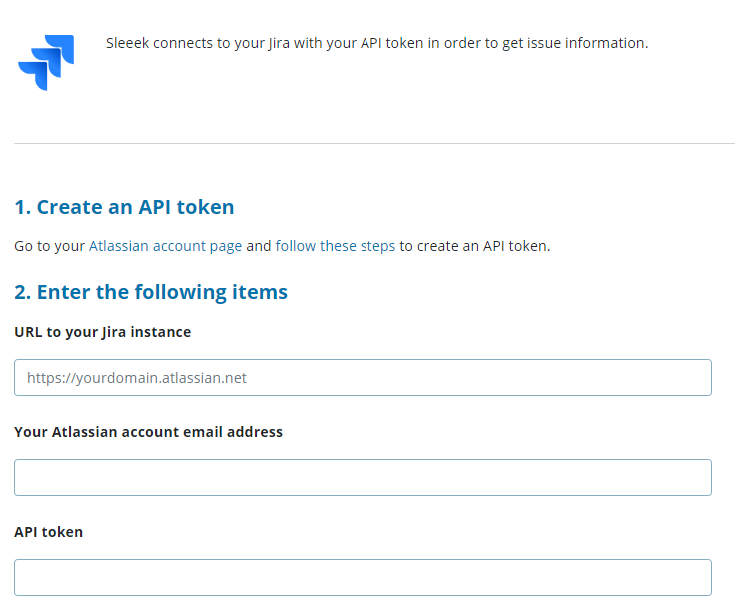 Sleeek connects to your Jira with your API token in order to get issue information.
1. Create an API token
Go to your Atlassian account page and follow these steps to create an API token.
2. Enter the following items
URL to your Jira instance
https://yourdomain.atlassian.net
Your Atlassian account email address
API token